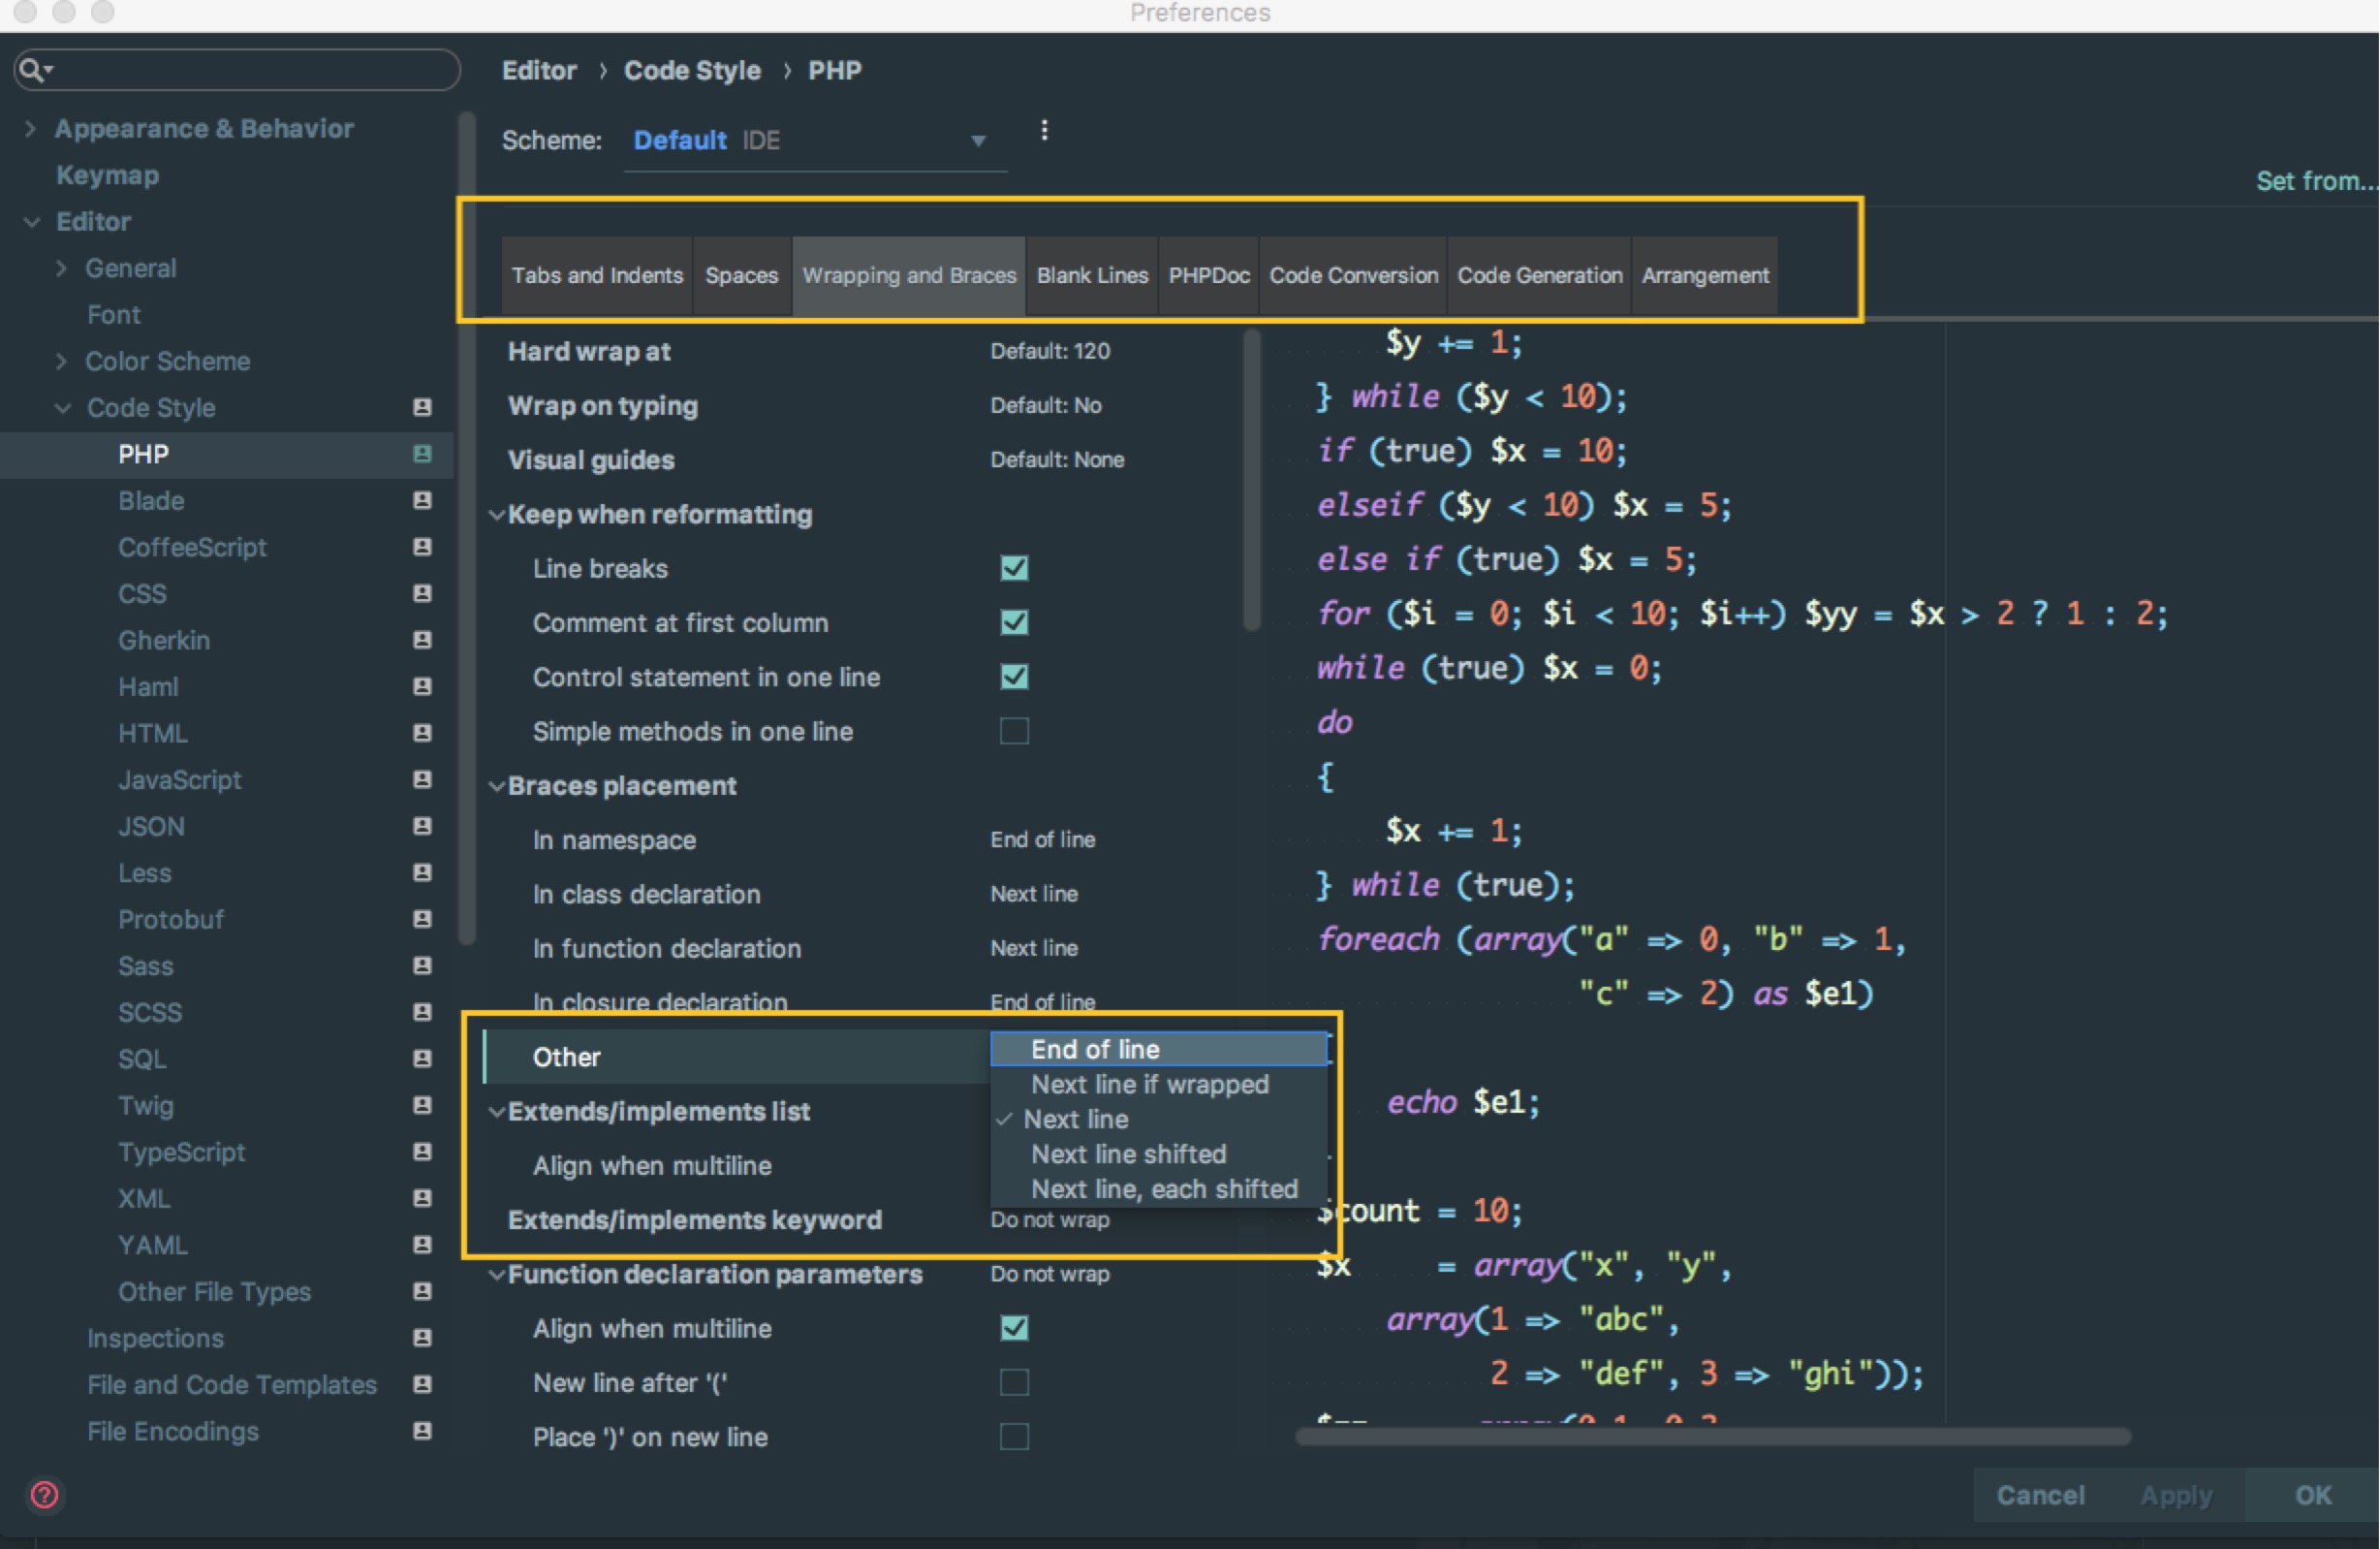 Preferences
Editor › Code Style › PHP
Scheme: Default IDE
Set from...
Appearance & Behavior
Keymap
Editor
General
Font
Color Scheme
Code Style
PHP
Blade
CoffeeScript
CSS
Gherkin
Haml
HTML
JavaScript
JSON
Less
Protobuf
Sass
SCSS
SQL
Twig
TypeScript
XML
YAML
Other File Types
Inspections
File and Code Templates
File Encodings
Tabs and Indents Spaces Wrapping and Braces Blank Lines PHPDoc Code Conversion Code Generation Arrangement
Hard wrap at Default: 120
Wrap on typing Default: No
Visual guides Default: None
Keep when reformatting
Line breaks
Comment at first column
Control statement in one line
Simple methods in one line
Braces placement
In namespace End of line
In class declaration Next line
In function declaration Next line
In closure declaration End of line
Other
End of line
Next line if wrapped
Next line
Next line shifted
Next line, each shifted
Extends/implements list
Align when multiline
Extends/implements keyword Do not wrap
Function declaration parameters Do not wrap
Align when multiline
New line after '('
Place ')' on new line
$y += 1;
} while ($y < 10);
if (true) $x = 10;
elseif ($y < 10) $x = 5;
else if (true) $x = 5;
for ($i = 0; $i < 10; $i++) $yy = $x > 2 ? 1 : 2;
while (true) $x = 0;
do
{
$x += 1;
} while (true);
foreach (array("a" => 0, "b" => 1,
"c" => 2) as $e1)
echo $e1;
$count = 10;
$x = array("x", "y",
array(1 => "abc",
2 => "def", 3 => "ghi"));
Cancel Apply OK